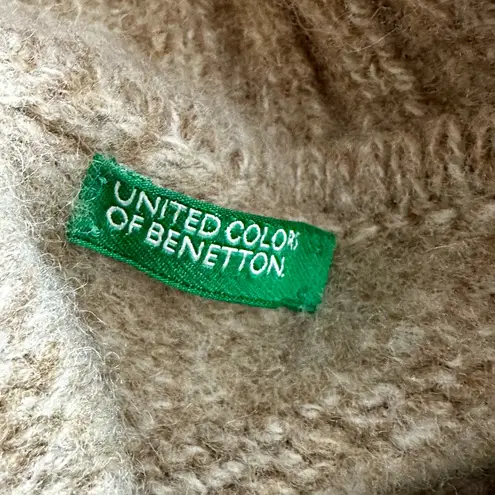 UNITED COLORS
OF BENETTON.